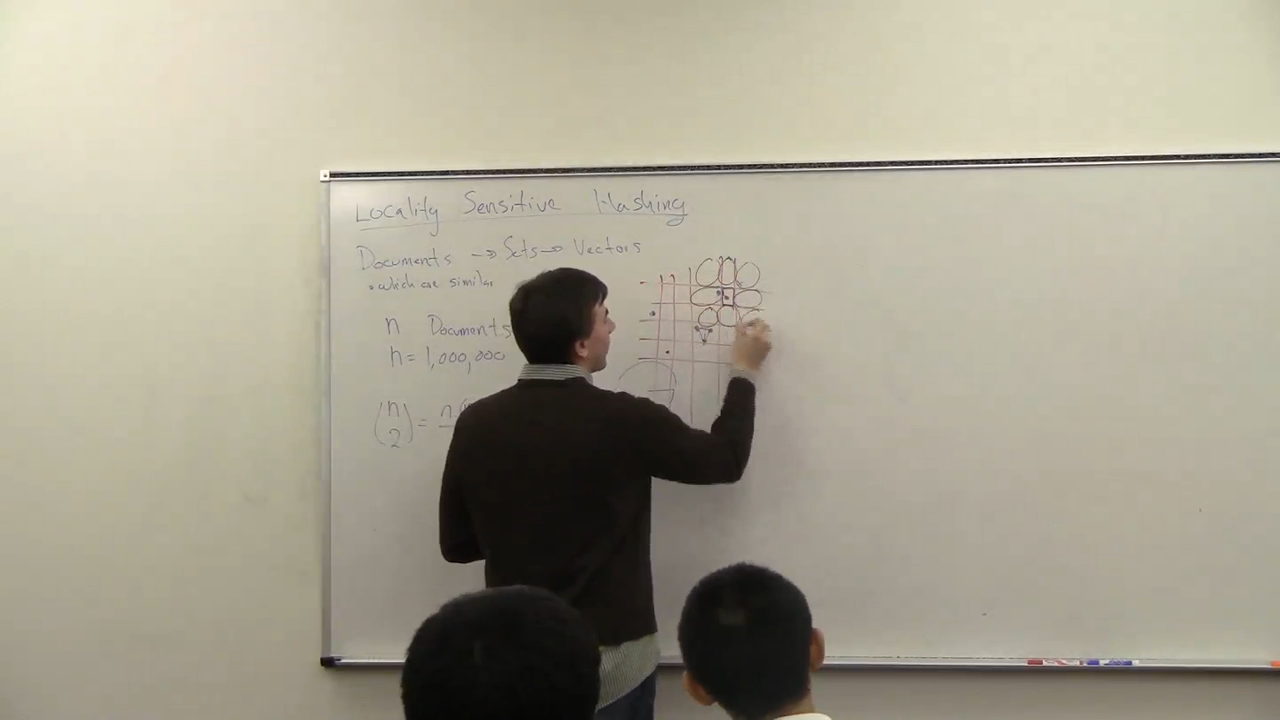 Locality Sensitive Hashing
Documents → Sets → Vectors
• which are similar
n Documents
n = 1,000,000
(n 2) = n(